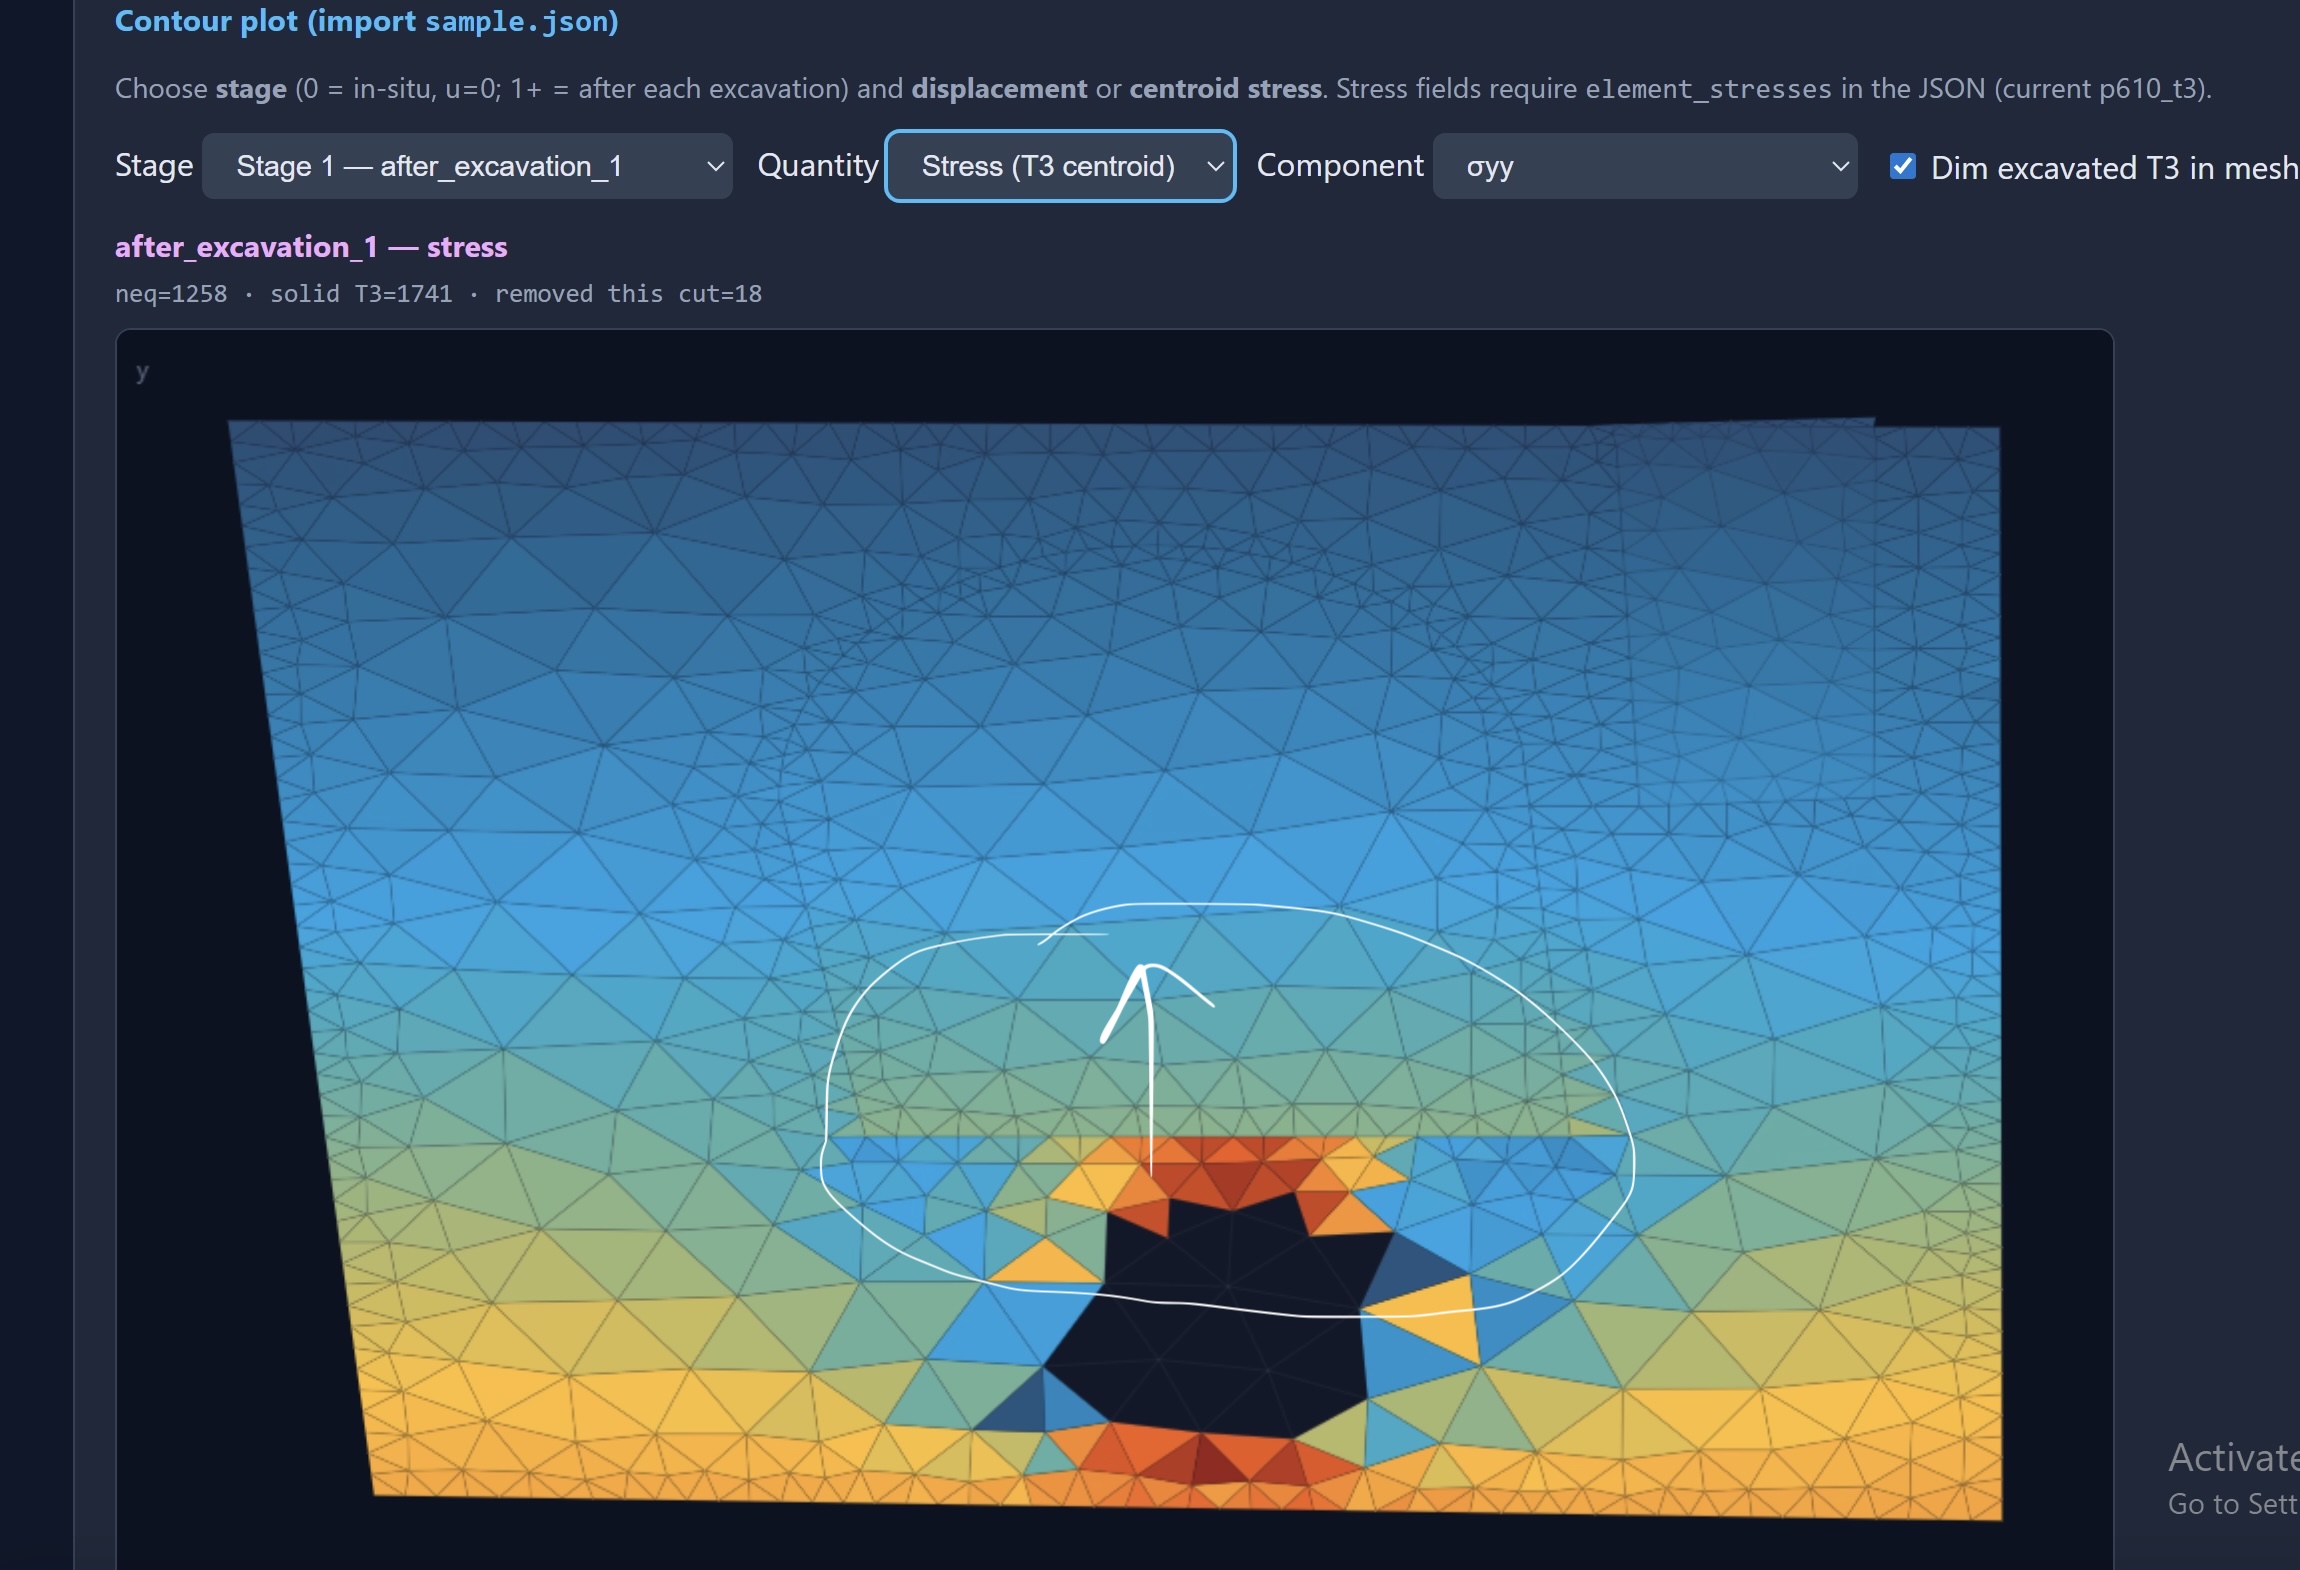 Contour plot (import sample.json)
Choose stage (0 = in-situ, u=0; 1+ = after each excavation) and displacement or centroid stress. Stress fields require element_stresses in the JSON (current p610_t3).
Stage Stage 1 — after_excavation_1 Quantity Stress (T3 centroid) Component σyy Dim excavated T3 in mesh
after_excavation_1 — stress
neq=1258 · solid T3=1741 · removed this cut=18
y
Activate
Go to Sett